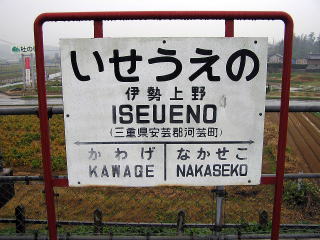 いせうえの
伊勢上野
ISEUENO
(三重県安芸郡河芸町)
かわげ なかせこ
KAWAGE NAKASEKO